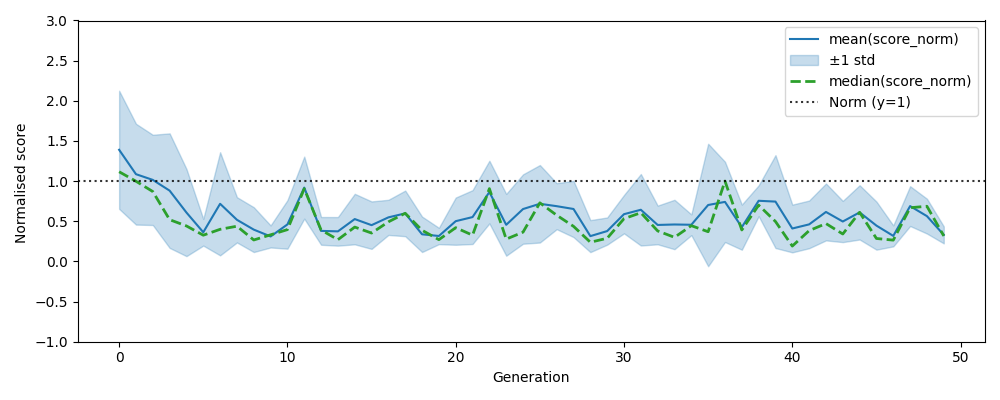 3.0
2.5
2.0
1.5
1.0
0.5
0.0
−0.5
−1.0
Normalised score
mean(score_norm)
±1 std
median(score_norm)
Norm (y=1)
0 10 20 30 40 50
Generation